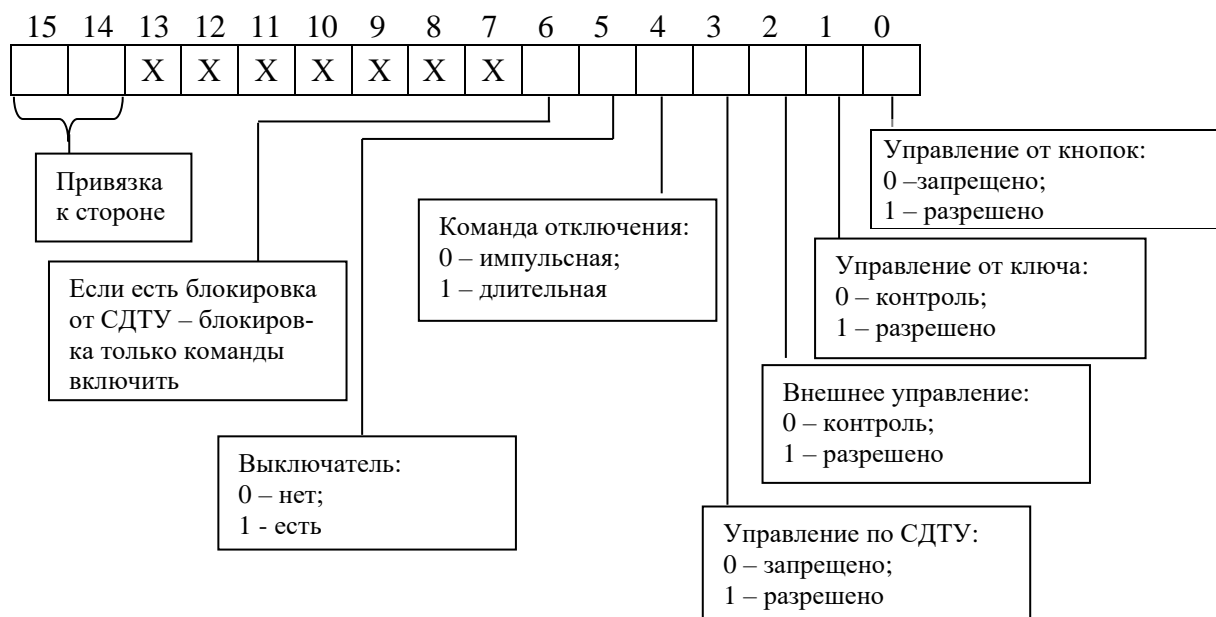 15 14 13 12 11 10 9 8 7 6 5 4 3 2 1 0
X X X X X X X
Привязка
к стороне
Если есть блокировка
от СДТУ – блокиров-
ка только команды
включить
Выключатель:
0 – нет;
1 - есть
Команда отключения:
0 – импульсная;
1 – длительная
Управление от кнопок:
0 –запрещено;
1 – разрешено
Управление от ключа:
0 – контроль;
1 – разрешено
Внешнее управление:
0 – контроль;
1 – разрешено
Управление по СДТУ:
0 – запрещено;
1 – разрешено